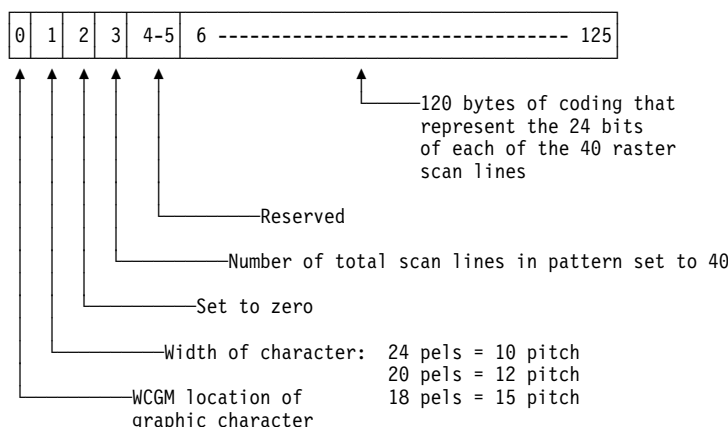 0 1 2 3 4-5 6 -------------------------------- 125
120 bytes of coding that
represent the 24 bits
of each of the 40 raster
scan lines
Reserved
Number of total scan lines in pattern set to 40
Set to zero
Width of character: 24 pels = 10 pitch
20 pels = 12 pitch
WCGM location of 18 pels = 15 pitch
graphic character